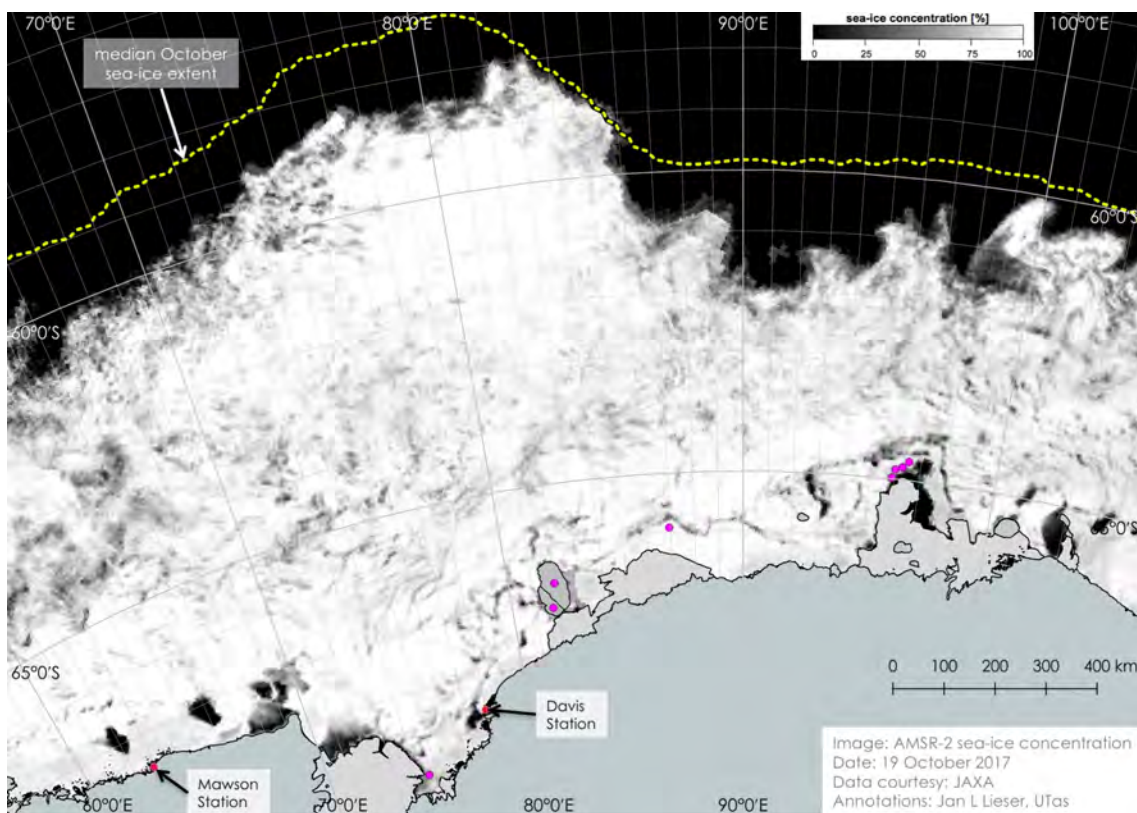 70°0'E
80°0'E
90°0'E
100°0'E
sea-ice concentration [%]
0 25 50 75 100
median October
sea-ice extent
60°0'S
60°0'S
65°0'S
65°0'S
0 100 200 300 400 km
Davis
Station
Mawson
Station
60°0'E
70°0'E
80°0'E
90°0'E
Image: AMSR-2 sea-ice concentration
Date: 19 October 2017
Data courtesy: JAXA
Annotations: Jan L Lieser, UTas